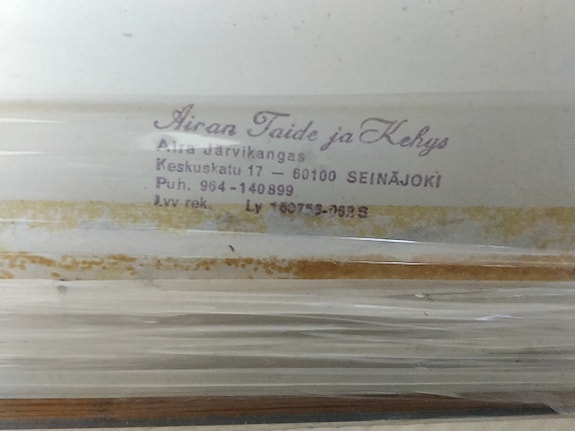 Airan Taide ja Kehys
Aira Järvikangas
Keskuskatu 17 — 60100 SEINÄJOKI
Puh. 964-140899
Lvv rek. Ly